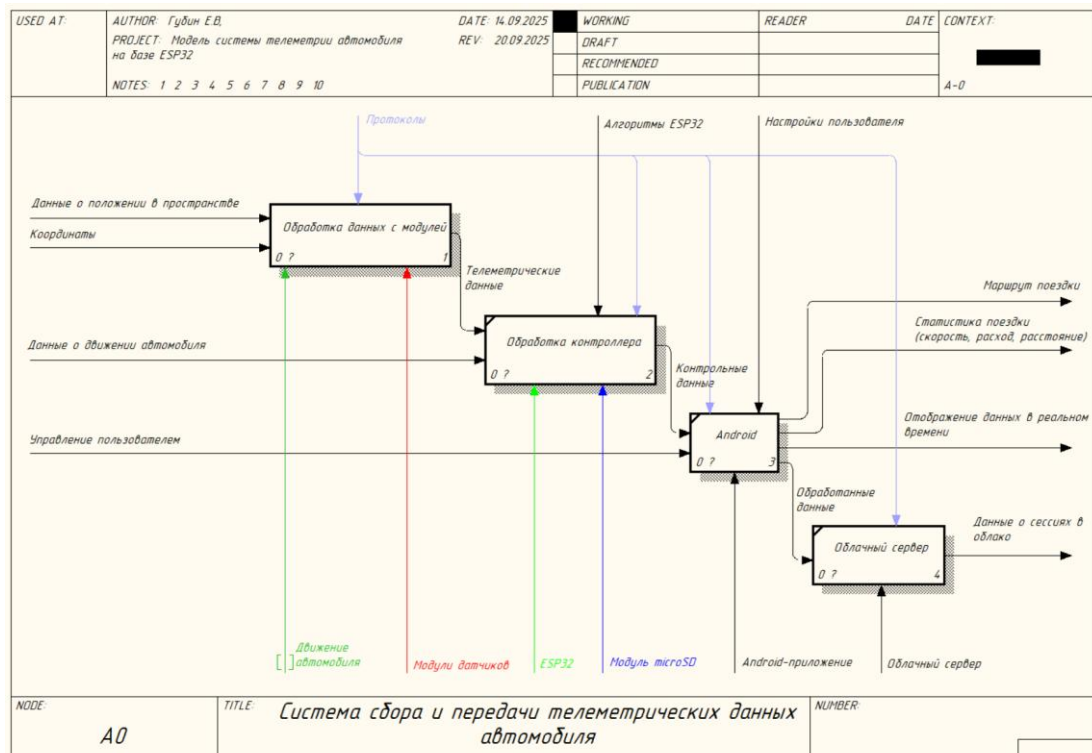 USED AT:
AUTHOR: Губин Е.В,
DATE: 14.09.2025
WORKING
READER
DATE
CONTEXT:
PROJECT: Модель системы телеметрии автомобиля
REV: 20.09.2025
DRAFT
на базе ESP32
RECOMMENDED
NOTES: 1 2 3 4 5 6 7 8 9 10
PUBLICATION
A-0
Протоколы
Алгоритмы ESP32
Настройки пользователя
Данные о положении в пространстве
Координаты
Обработка данных с модулей
0 ?
1
Телеметрические
данные
Маршрут поездки
Статистика поездки
(скорость, расход, расстояние)
Данные о движении автомобиля
Обработка контроллера
0 ?
2
Контрольные
данные
Управление пользователем
Android
0 ?
3
Отображение данных в реальном
времени
Обработанные
данные
Облачный сервер
0 ?
4
Данные о сессиях в
облако
Движение
автомобиля
Модули датчиков
ESP32
Модуль microSD
Android-приложение
Облачный сервер
NODE:
A0
TITLE:
Система сбора и передачи телеметрических данных
автомобиля
NUMBER: